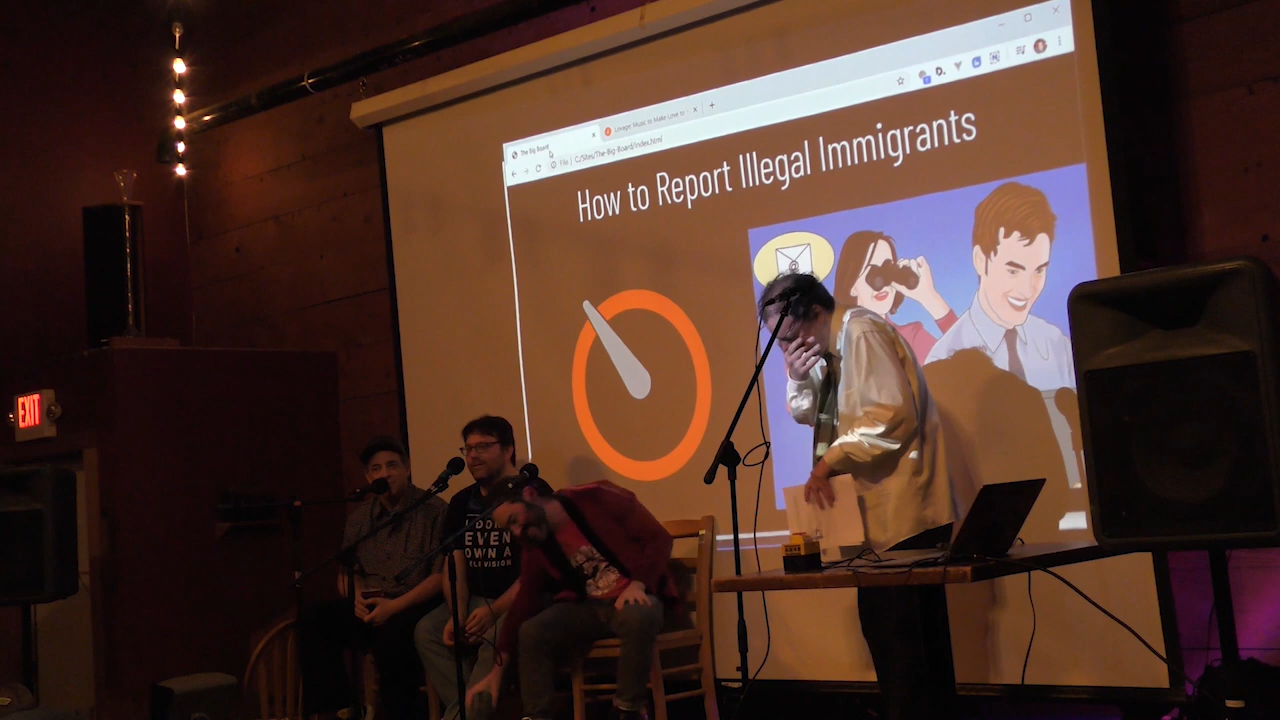 The Big Board
File | C:/Sites/The-Big-Board/index.html
How to Report Illegal Immigrants
EXIT
I DON'T
EVEN
OWN A
TELEVISION